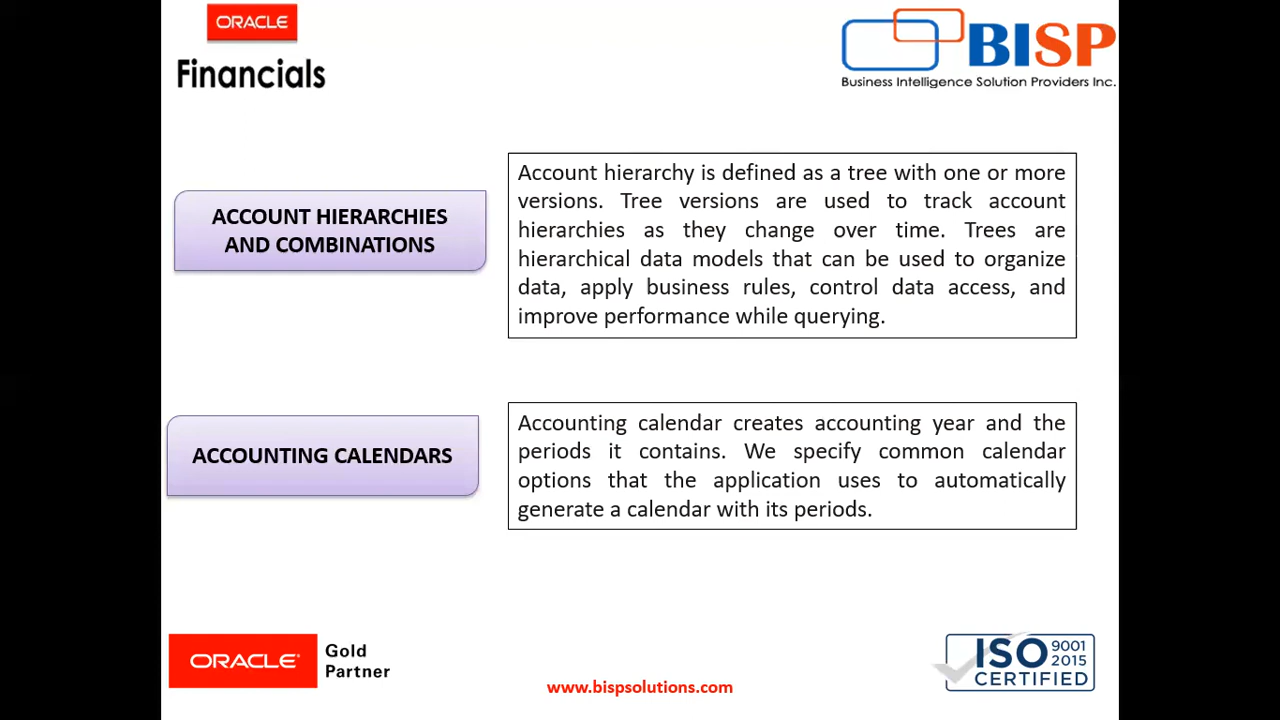 ORACLE
Financials
BISP
Business Intelligence Solution Providers Inc.
ACCOUNT HIERARCHIES
AND COMBINATIONS
Account hierarchy is defined as a tree with one or more
versions. Tree versions are used to track account
hierarchies as they change over time. Trees are
hierarchical data models that can be used to organize
data, apply business rules, control data access, and
improve performance while querying.
ACCOUNTING CALENDARS
Accounting calendar creates accounting year and the
periods it contains. We specify common calendar
options that the application uses to automatically
generate a calendar with its periods.
ORACLE®
Gold
Partner
www.bispsolutions.com
ISO
9001
2015
CERTIFIED